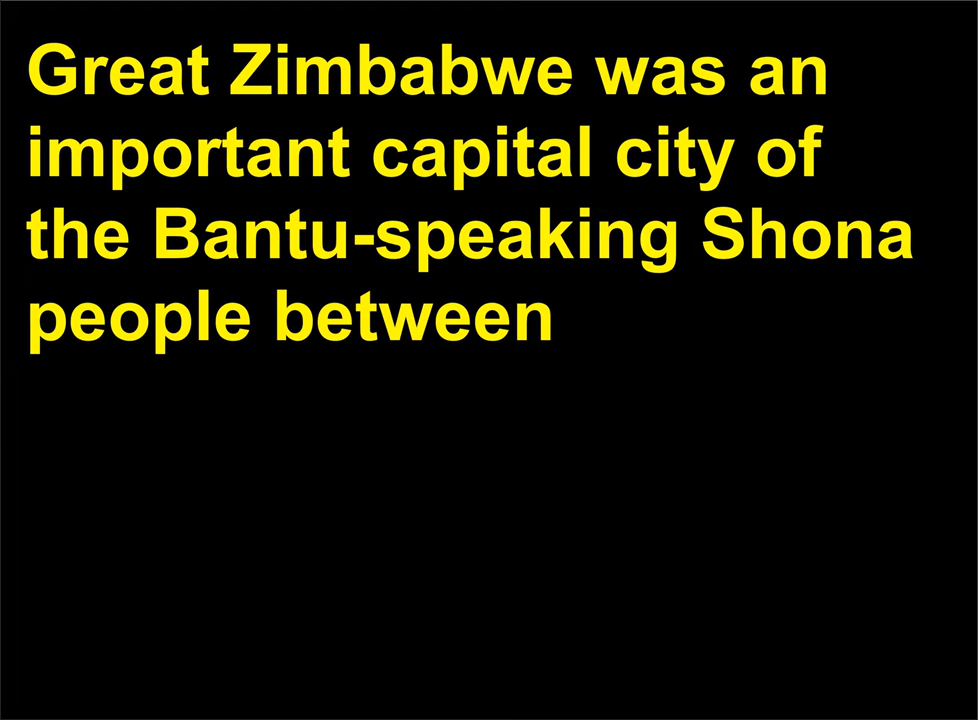 Great Zimbabwe was an
important capital city of
the Bantu-speaking Shona
people between